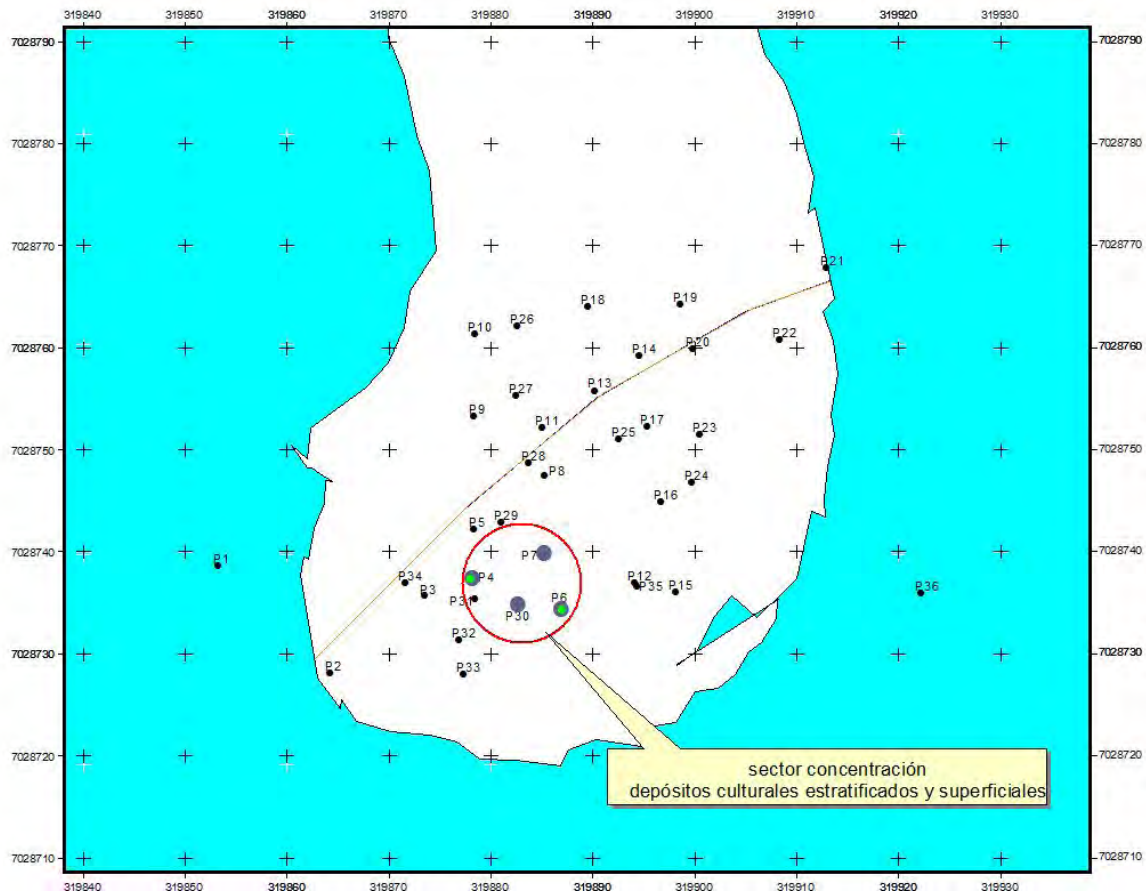 319840 319850 319860 319870 319880 319890 319900 319910 319920 319930
7028790 7028790
7028780 7028780
7028770 7028770
P21
P18 P19
P26
P10
P22
7028760 P14 P20 7028760
P13
P27
P9
P11 P17
P25 P23
7028750 7028750
P28
P8
P24
P16
P29
P5
7028740 P7 7028740
P1
P34 P4 P12
P3 P31 P35 P15 P36
P6
P30
P32
7028730 7028730
P2 P33
7028720 7028720
sector concentración
depósitos culturales estratificados y superficiales
7028710 7028710
319840 319850 319860 319870 319880 319890 319900 319910 319920 319930